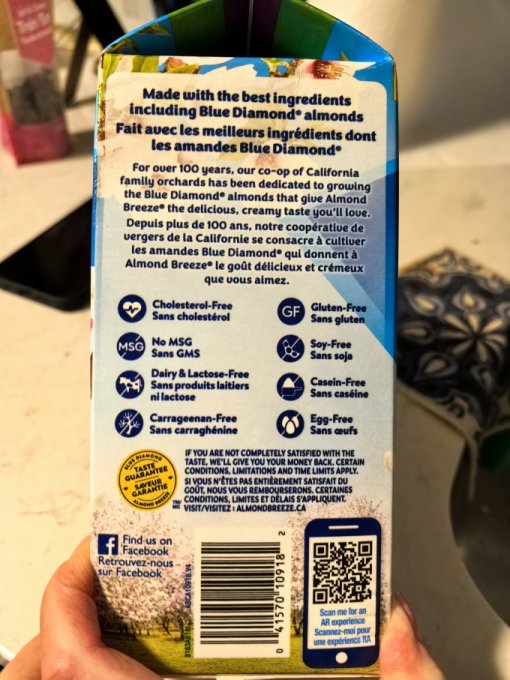 Made with the best ingredients
including Blue Diamond® almonds
Fait avec les meilleurs ingrédients dont
les amandes Blue Diamond®
For over 100 years, our co-op of California
family orchards has been dedicated to growing
the Blue Diamond® almonds that give Almond
Breeze® the delicious, creamy taste you'll love.
Depuis plus de 100 ans, notre coopérative de
vergers de la Californie se consacre à cultiver
les amandes Blue Diamond® qui donnent à
Almond Breeze® le goût délicieux et crémeux
que vous aimez.
Cholesterol-Free
Sans cholestérol
GF
Gluten-Free
Sans gluten
MSG
No MSG
Sans GMS
Soy-Free
Sans soja
Dairy & Lactose-Free
Sans produits laitiers
ni lactose
Casein-Free
Sans caséine
Carrageenan-Free
Sans carraghénine
Egg-Free
Sans œufs
BLUE DIAMOND
TASTE
GUARANTEE
SAVEUR
GARANTIE
ALMOND BREEZE
IF YOU ARE NOT COMPLETELY SATISFIED WITH THE
TASTE, WE'LL GIVE YOU YOUR MONEY BACK. CERTAIN
CONDITIONS, LIMITATIONS AND TIME LIMITS APPLY.
SI VOUS N'ÊTES PAS ENTIÈREMENT SATISFAIT DU
GOÛT, NOUS VOUS REMBOURSERONS. CERTAINES
CONDITIONS, LIMITES ET DÉLAIS S'APPLIQUENT.
VISIT/VISITEZ : ALMONDBREEZE.CA
TM/
MC
f Find us on
Facebook
Retrouvez-nous
sur Facebook
0 41570 10918 2
Scan me for an
AR experience
Scannez-moi pour
une expérience RA